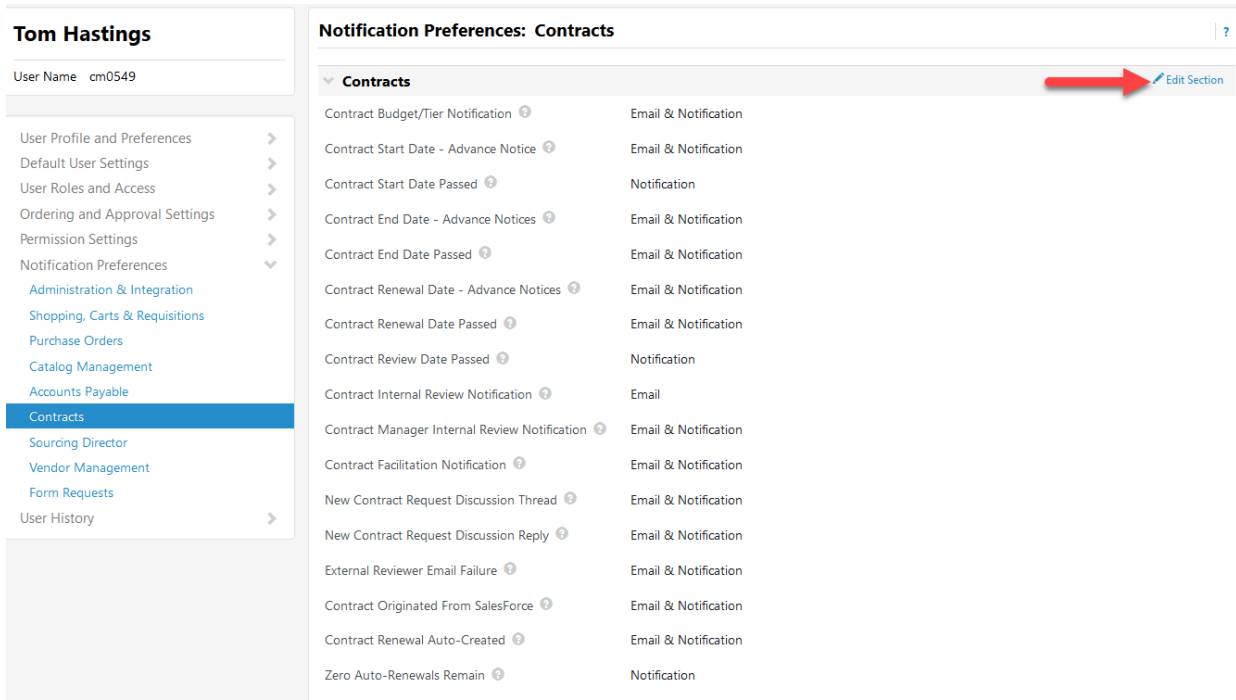 Tom Hastings
User Name cm0549
User Profile and Preferences
Default User Settings
User Roles and Access
Ordering and Approval Settings
Permission Settings
Notification Preferences
Administration & Integration
Shopping, Carts & Requisitions
Purchase Orders
Catalog Management
Accounts Payable
Contracts
Sourcing Director
Vendor Management
Form Requests
User History
Notification Preferences: Contracts
?
Contracts
Edit Section
Contract Budget/Tier Notification ? Email & Notification
Contract Start Date - Advance Notice ? Email & Notification
Contract Start Date Passed ? Notification
Contract End Date - Advance Notices ? Email & Notification
Contract End Date Passed ? Email & Notification
Contract Renewal Date - Advance Notices ? Email & Notification
Contract Renewal Date Passed ? Email & Notification
Contract Review Date Passed ? Notification
Contract Internal Review Notification ? Email
Contract Manager Internal Review Notification ? Email & Notification
Contract Facilitation Notification ? Email & Notification
New Contract Request Discussion Thread ? Email & Notification
New Contract Request Discussion Reply ? Email & Notification
External Reviewer Email Failure ? Email & Notification
Contract Originated From SalesForce ? Email & Notification
Contract Renewal Auto-Created ? Email & Notification
Zero Auto-Renewals Remain ? Notification